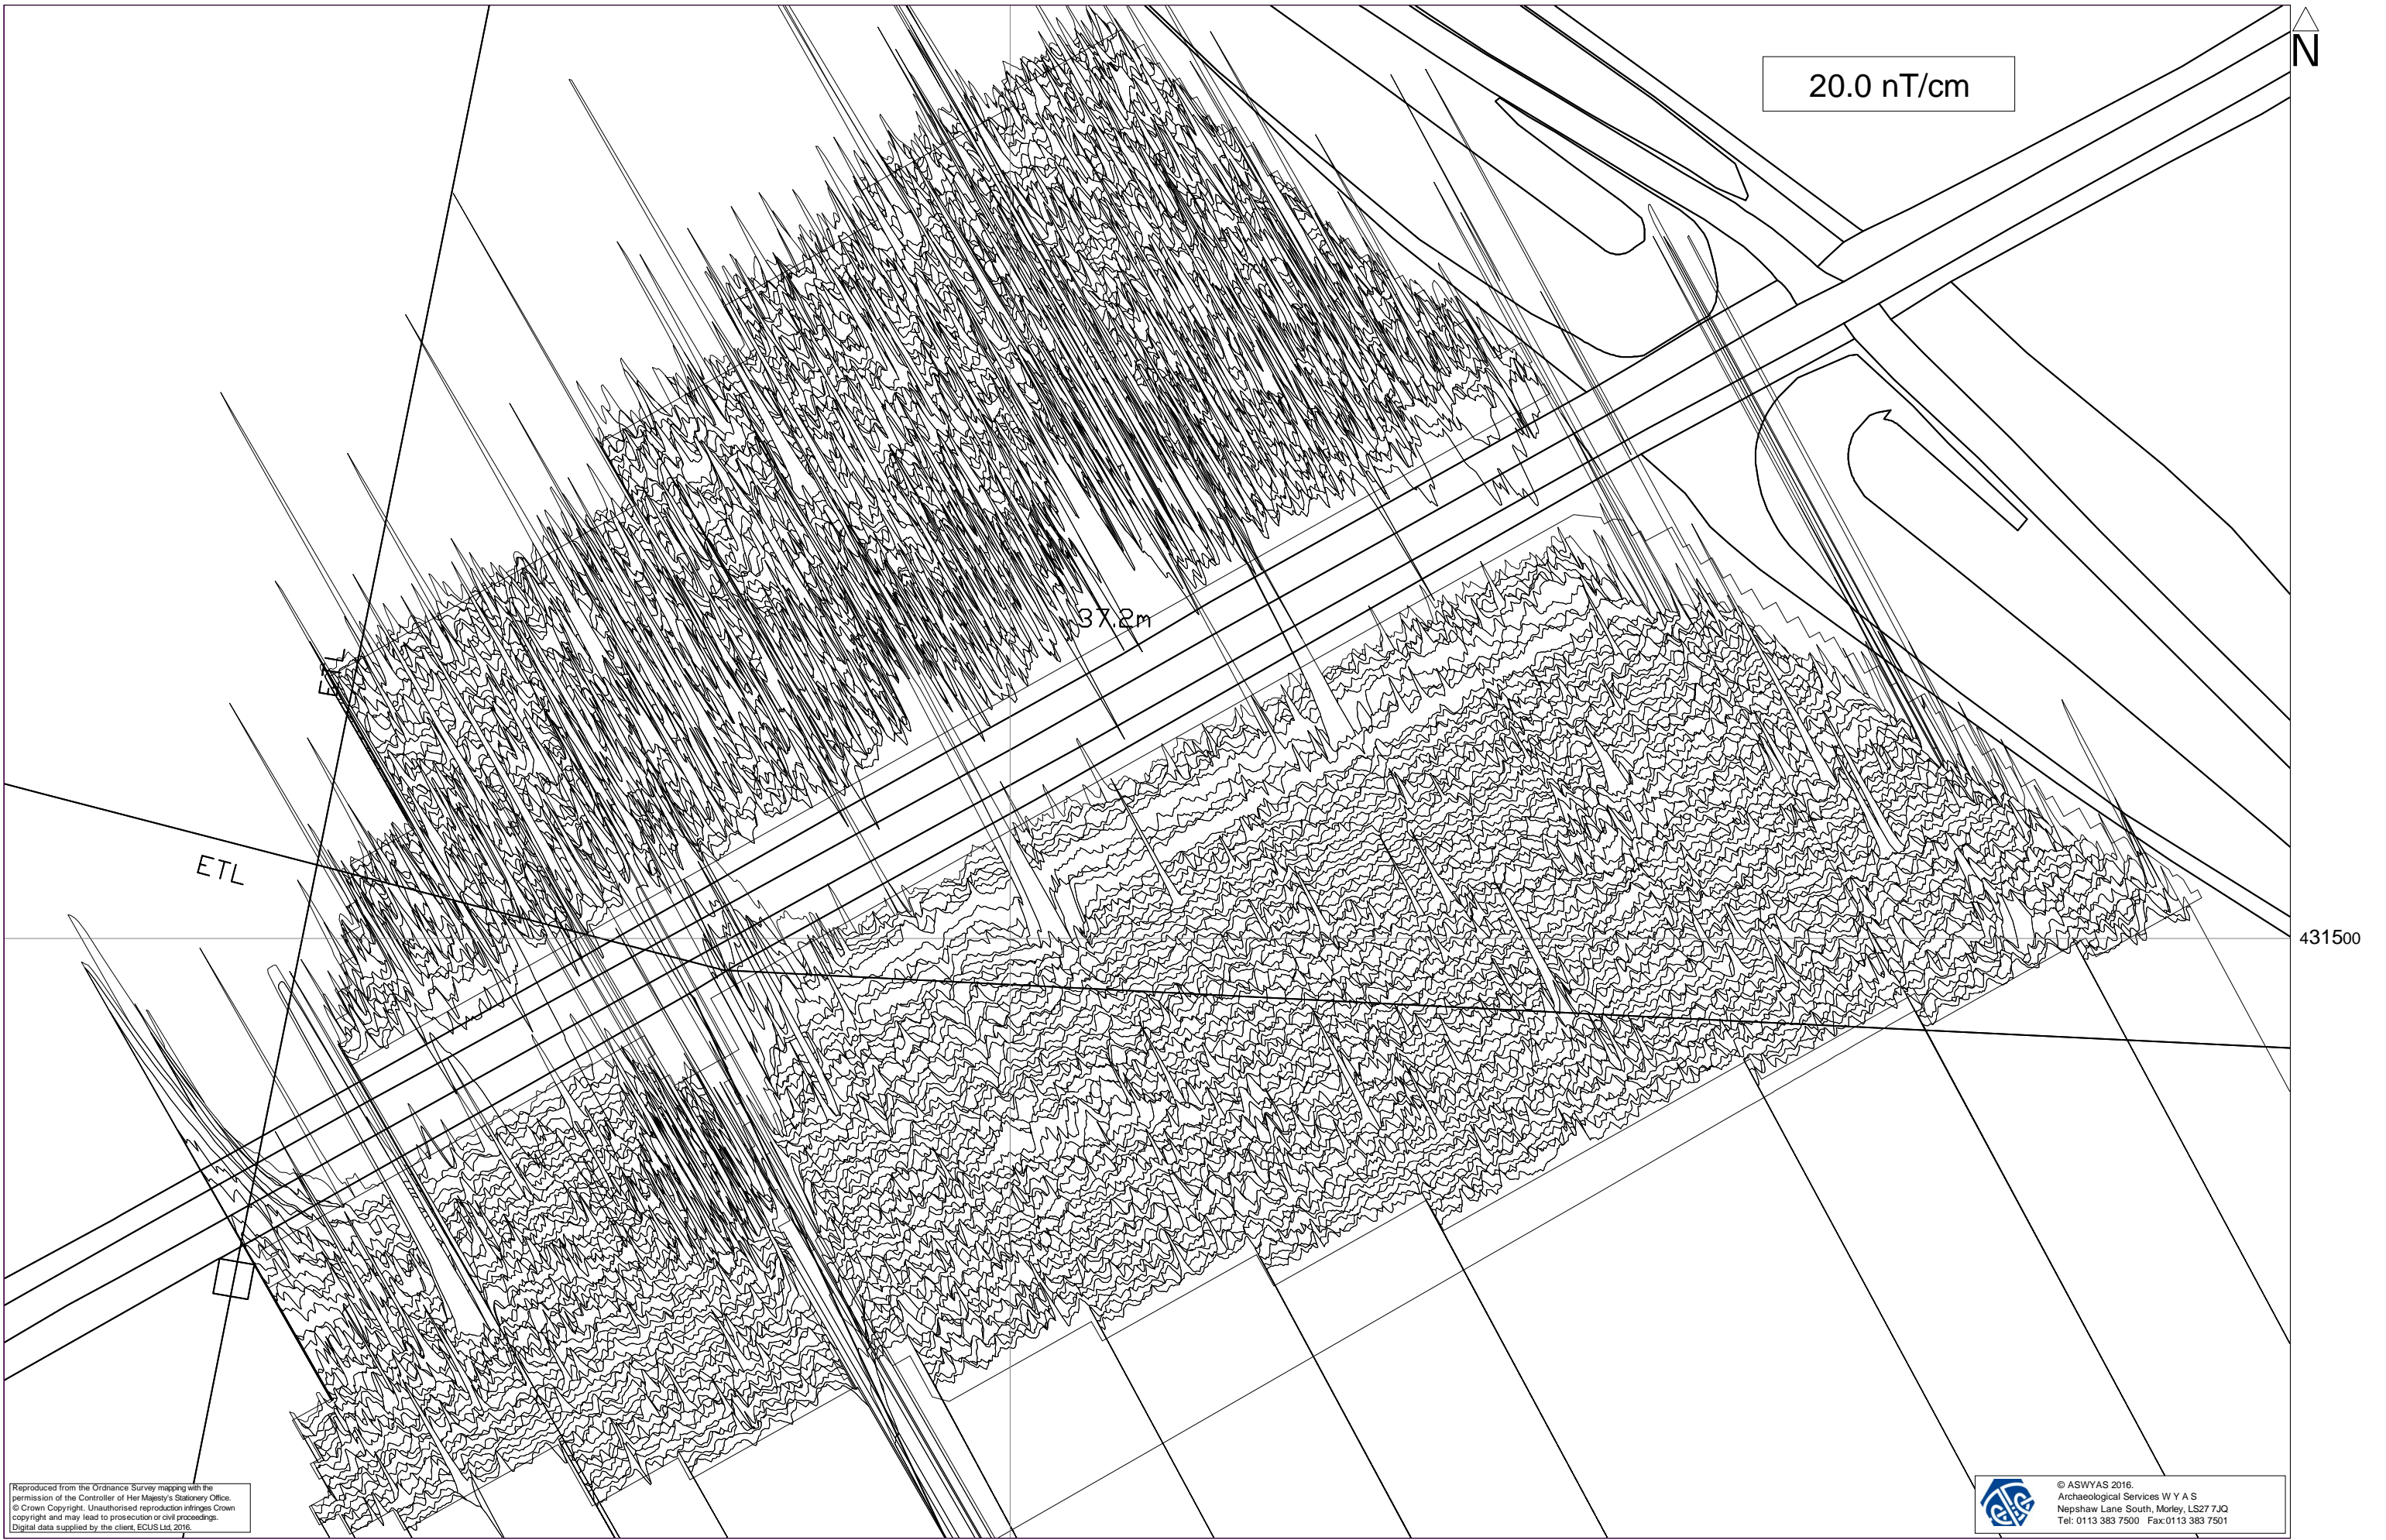 N
20.0 nT/cm
37.2m
ETL
ETL
431500
Reproduced from the Ordnance Survey mapping with the
permission of the Controller of Her Majesty's Stationery Office.
© Crown Copyright. Unauthorised reproduction infringes Crown
copyright and may lead to prosecution or civil proceedings.
Digital data supplied by the client, ECUS Ltd, 2016.
© ASWYAS 2016.
Archaeological Services W Y A S
Nepshaw Lane South, Morley, LS27 7JQ
Tel: 0113 383 7500 Fax:0113 383 7501